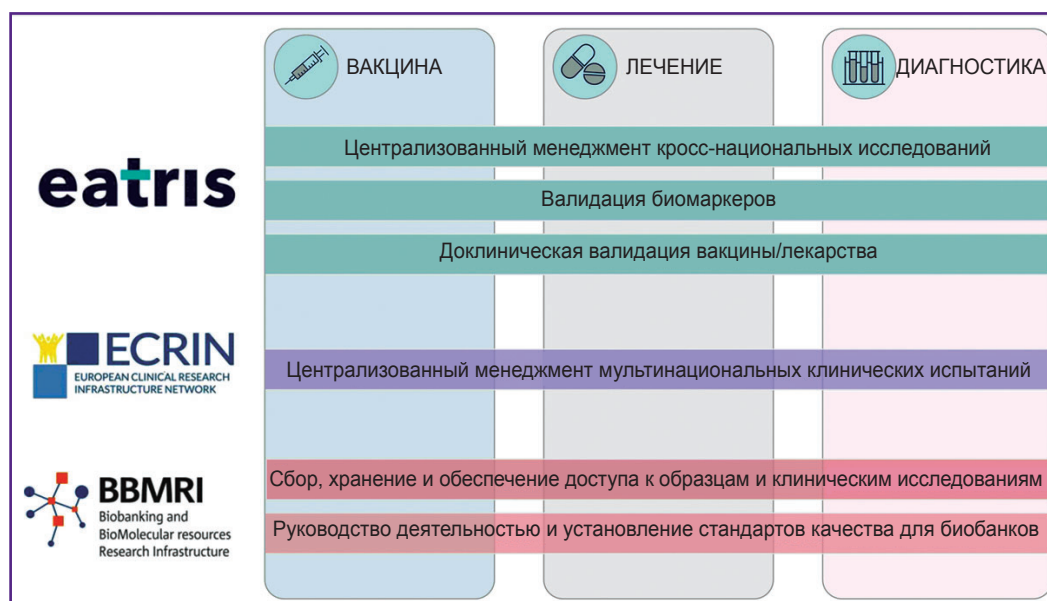 ВАКЦИНА
ЛЕЧЕНИЕ
ДИАГНОСТИКА
eatris
Централизованный менеджмент кросс-национальных исследований
Валидация биомаркеров
Доклиническая валидация вакцины/лекарства
ECRIN
EUROPEAN CLINICAL RESEARCH
INFRASTRUCTURE NETWORK
Централизованный менеджмент мультинациональных клинических испытаний
BBMRI
Biobanking and
BioMolecular resources
Research Infrastructure
Сбор, хранение и обеспечение доступа к образцам и клиническим исследованиям
Руководство деятельностью и установление стандартов качества для биобанков